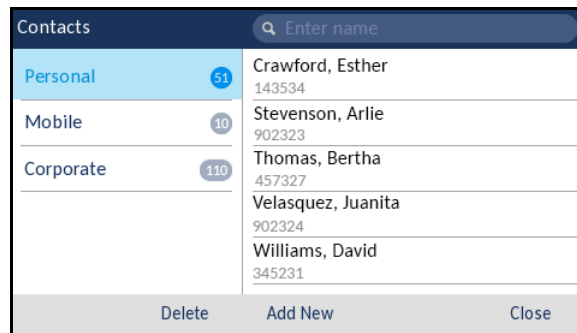 Contacts
Enter name
Personal 51
Mobile 10
Corporate 110
Crawford, Esther
143534
Stevenson, Arlie
902323
Thomas, Bertha
457327
Velasquez, Juanita
902324
Williams, David
345231
Delete Add New Close